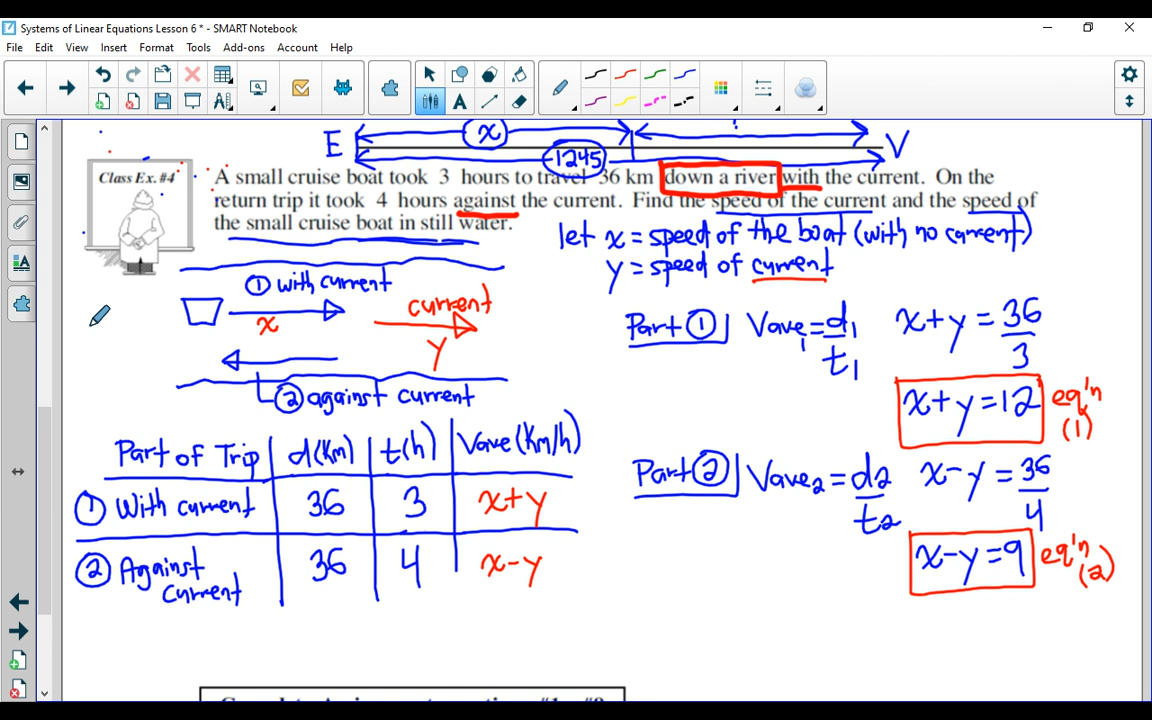 Systems of Linear Equations Lesson 6 * - SMART Notebook
File Edit View Insert Format Tools Add-ons Account Help
E x ? V
-1245
Class Ex. #4
A small cruise boat took 3 hours to travel 36 km down a river with the current. On the
return trip it took 4 hours against the current. Find the speed of the current and the speed of
the small cruise boat in still water.
let x = speed of the boat (with no current)
y = speed of current
① with current
x
current
y
② against current
Part ① Vave1 = d1/t1 x+y = 36/3
x+y=12 eq'n (1)
Part of Trip d(km) t(h) Vave(Km/h)
① With current 36 3 x+y
② Against current 36 4 x-y
Part ② Vave2 = d2/t2 x-y = 36/4
x-y=9 eq'n (2)